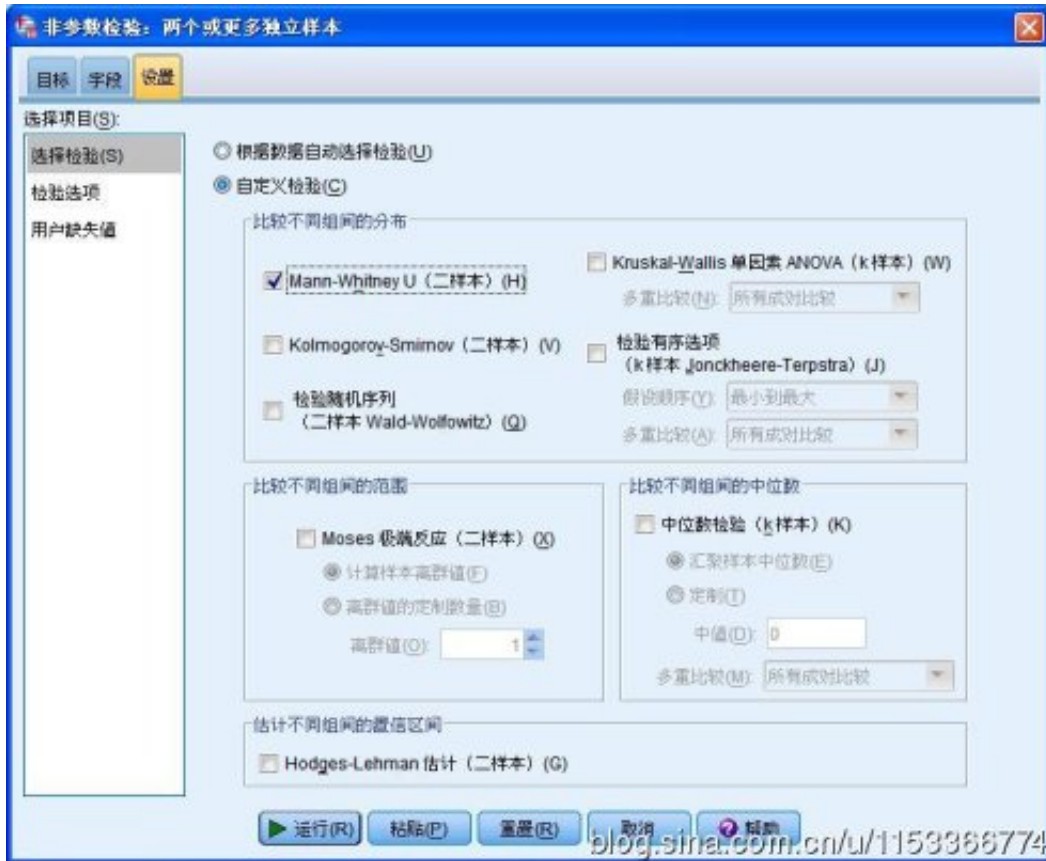 非参数检验：两个或更多独立样本
目标 字段 设置
选择项目(S):
选择检验(S)
检验选项
用户缺失值
根据数据自动选择检验(U)
自定义检验(C)
比较不同组间的分布
Mann-Whitney U（二样本）(H)
Kolmogorov-Smirnov（二样本）(V)
检验随机序列
（二样本 Wald-Wolfowitz）(Q)
Kruskal-Wallis 单因素 ANOVA（k样本）(W)
多重比较(N): 所有成对比较
检验有序选项
（k样本 Jonckheere-Terpstra）(J)
假设顺序(Y): 最小到最大
多重比较(A): 所有成对比较
比较不同组间的范围
Moses 极端反应（二样本）(X)
计算样本离群值(F)
离群值的定制数量(B)
离群值(O): 1
比较不同组间的中位数
中位数检验（k样本）(K)
汇聚样本中位数(E)
定制(T)
中值(D): 0
多重比较(M): 所有成对比较
估计不同组间的置信区间
Hodges-Lehman 估计（二样本）(G)
运行(R) 粘贴(P) 重置(R) 取消 帮助
blog.sina.com.cn/u/1153366774